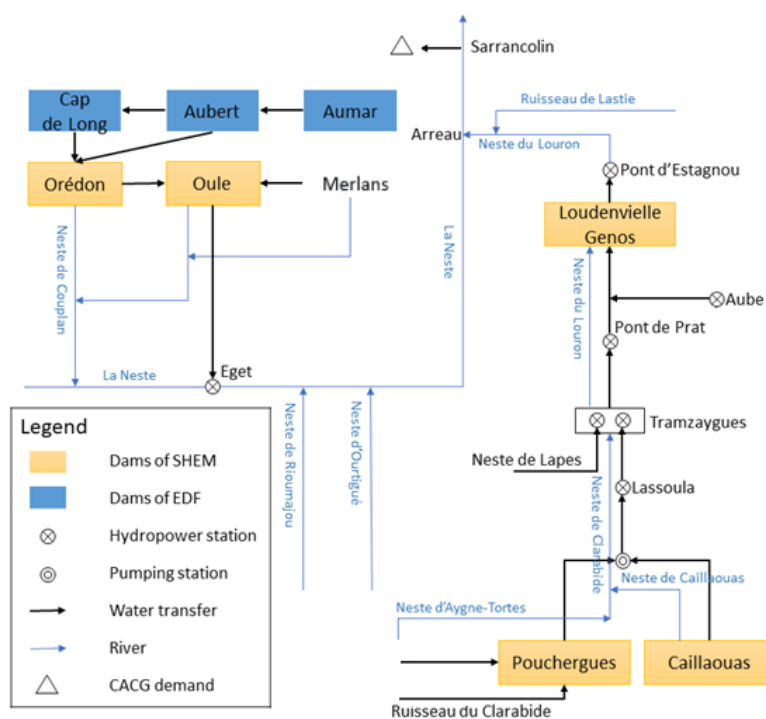 Sarrancolin
Cap
de Long
Aubert
Aumar
Ruisseau de Lastie
Arreau
Neste du Louron
Orédon
Oule
Merlans
Pont d'Estagnou
Loudenvielle
Genos
Neste de Couplan
La Neste
Neste du Louron
Aube
Pont de Prat
La Neste
Eget
Legend
Dams of SHEM
Dams of EDF
Hydropower station
Pumping station
Water transfer
River
CACG demand
Neste de Rioumajou
Neste d'Ourtigué
Tramzaygues
Neste de Lapes
Lassoula
Neste de Clarabide
Neste de Caillaouas
Neste d'Aygne-Tortes
Pouchergues
Caillaouas
Ruisseau du Clarabide